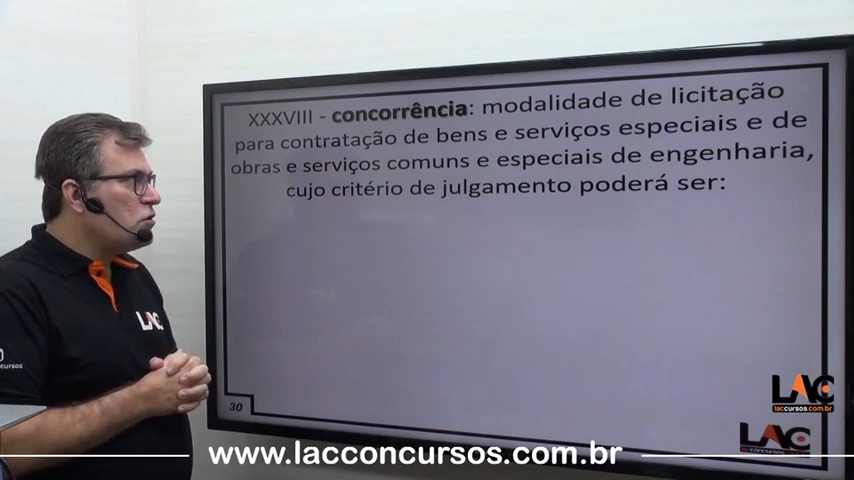 XXXVIII - concorrência: modalidade de licitação
para contratação de bens e serviços especiais e de
obras e serviços comuns e especiais de engenharia,
cujo critério de julgamento poderá ser:
30
LAC
LAC
laccursos.com.br
LAC
cursos
www.lacconcursos.com.br